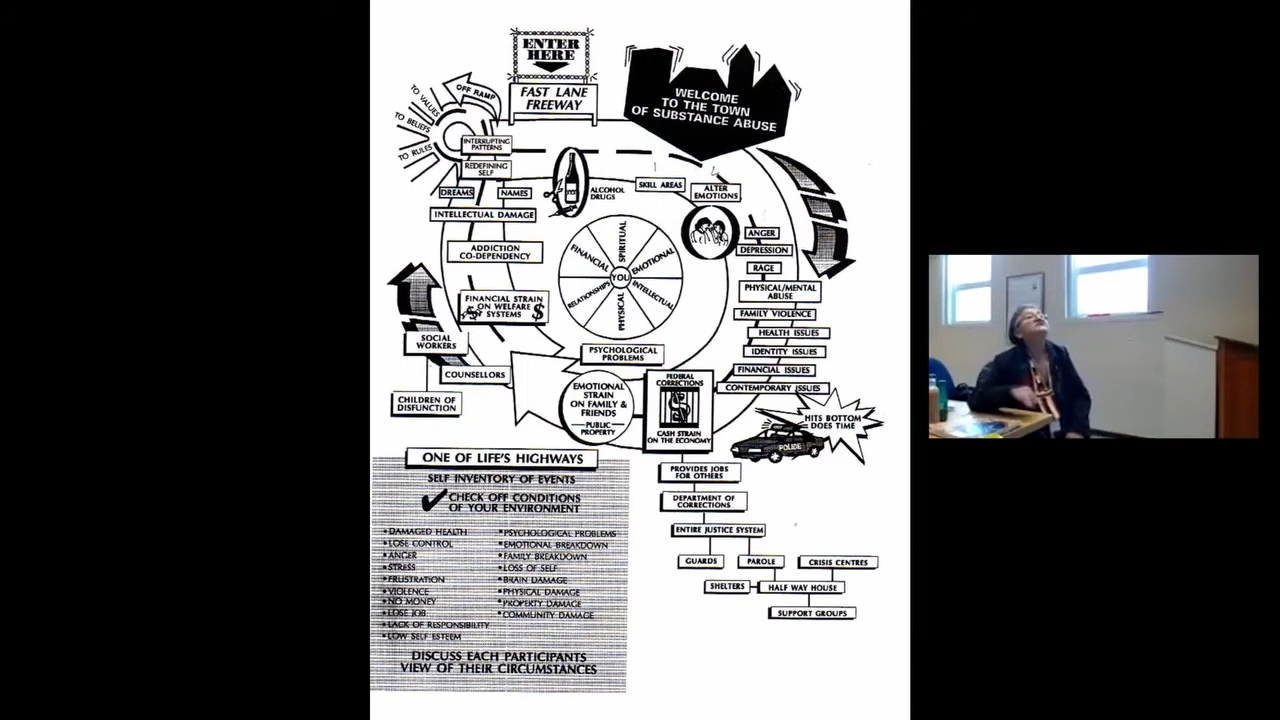 ENTER
HERE
FAST LANE
FREEWAY
WELCOME
TO THE TOWN
OF SUBSTANCE ABUSE
OFF RAMP
TO VALUES
TO BELIEFS
TO RULES
INTERRUPTING
PATTERNS
REDEFINING
SELF
DREAMS
NAMES
INTELLECTUAL DAMAGE
ADDICTION
CO-DEPENDENCY
FINANCIAL STRAIN
ON WELFARE
SYSTEMS
$ $
SOCIAL
WORKERS
COUNSELLORS
CHILDREN OF
DISFUNCTION
ALCOHOL
DRUGS
SKILL AREAS
ALTER
EMOTIONS
SPIRITUAL
EMOTIONAL
INTELLECTUAL
PHYSICAL
RELATIONSHIPS
FINANCIAL
YOU
ANGER
DEPRESSION
RAGE
PHYSICAL/MENTAL
ABUSE
FAMILY VIOLENCE
HEALTH ISSUES
IDENTITY ISSUES
FINANCIAL ISSUES
CONTEMPORARY ISSUES
HITS BOTTOM
DOES TIME
POLICE
PSYCHOLOGICAL
PROBLEMS
EMOTIONAL
STRAIN
ON FAMILY &
FRIENDS
PUBLIC
PROPERTY
FEDERAL
CORRECTIONS
CASH STRAIN
ON THE ECONOMY
PROVIDES JOBS
FOR OTHERS
DEPARTMENT OF
CORRECTIONS
ENTIRE JUSTICE SYSTEM
GUARDS
PAROLE
CRISIS CENTRES
SHELTERS
HALF WAY HOUSE
SUPPORT GROUPS
ONE OF LIFE'S HIGHWAYS
SELF INVENTORY OF EVENTS
CHECK OFF CONDITIONS
OF YOUR ENVIRONMENT
• DAMAGED HEALTH
• LOSE CONTROL
• ANGER
• STRESS
• FRUSTRATION
• VIOLENCE
• NO MONEY
• LOSE JOB
• LACK OF RESPONSIBILITY
• LOW SELF ESTEEM
• PSYCHOLOGICAL PROBLEMS
• EMOTIONAL BREAKDOWN
• FAMILY BREAKDOWN
• LOSS OF SELF
• BRAIN DAMAGE
• PHYSICAL DAMAGE
• PROPERTY DAMAGE
• COMMUNITY DAMAGE
DISCUSS EACH PARTICIPANTS
VIEW OF THEIR CIRCUMSTANCES